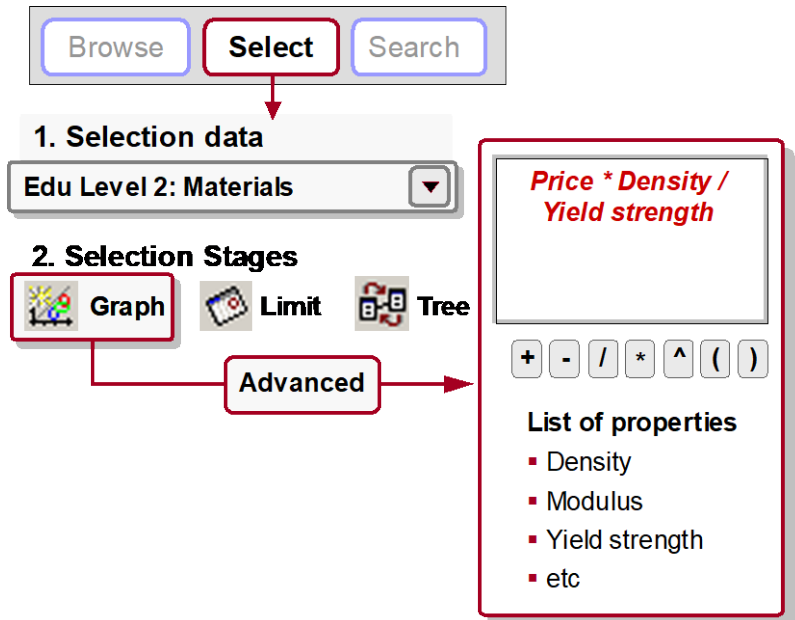 Browse
Select
Search
1. Selection data
Edu Level 2: Materials
2. Selection Stages
Graph
Limit
Tree
Advanced
Price * Density /
Yield strength
+ - / * ^ ( )
List of properties
Density
Modulus
Yield strength
etc